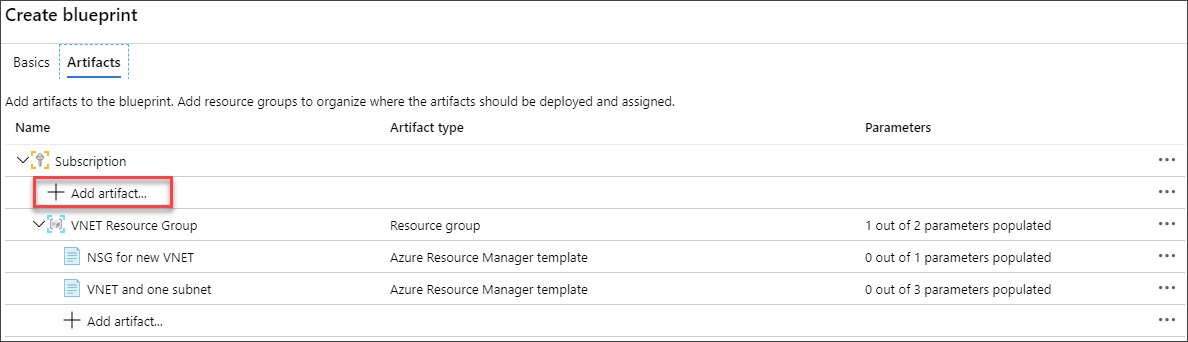 Create blueprint
Basics Artifacts
Add artifacts to the blueprint. Add resource groups to organize where the artifacts should be deployed and assigned.
Name Artifact type Parameters
Subscription ...
Add artifact... ...
VNET Resource Group Resource group 1 out of 2 parameters populated ...
NSG for new VNET Azure Resource Manager template 0 out of 1 parameters populated ...
VNET and one subnet Azure Resource Manager template 0 out of 3 parameters populated ...
Add artifact... ...